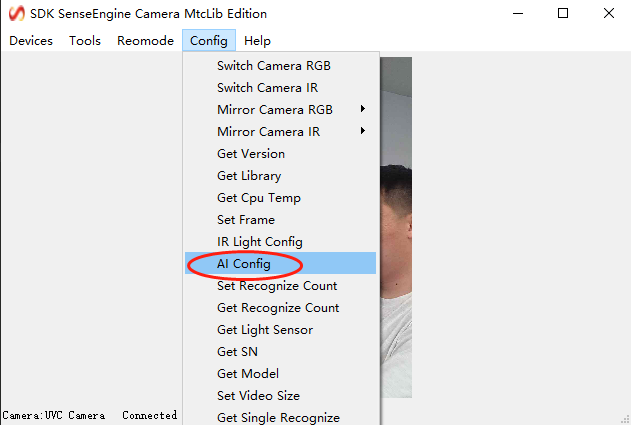 SDK SenseEngine Camera MtcLib Edition
Devices Tools Reomode Config Help
Switch Camera RGB
Switch Camera IR
Mirror Camera RGB
Mirror Camera IR
Get Version
Get Library
Get Cpu Temp
Set Frame
IR Light Config
AI Config
Set Recognize Count
Get Recognize Count
Get Light Sensor
Get SN
Get Model
Set Video Size
Get Single Recognize
Camera:UVC Camera Connected